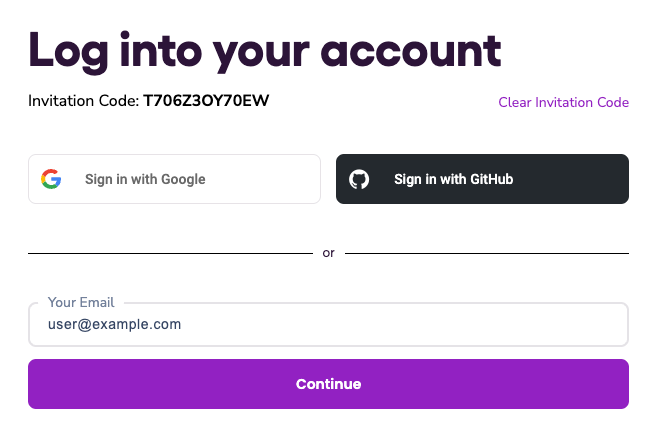 Log into your account
Invitation Code: T706Z3OY70EW
Clear Invitation Code
Sign in with Google
Sign in with GitHub
or
Your Email
user@example.com
Continue